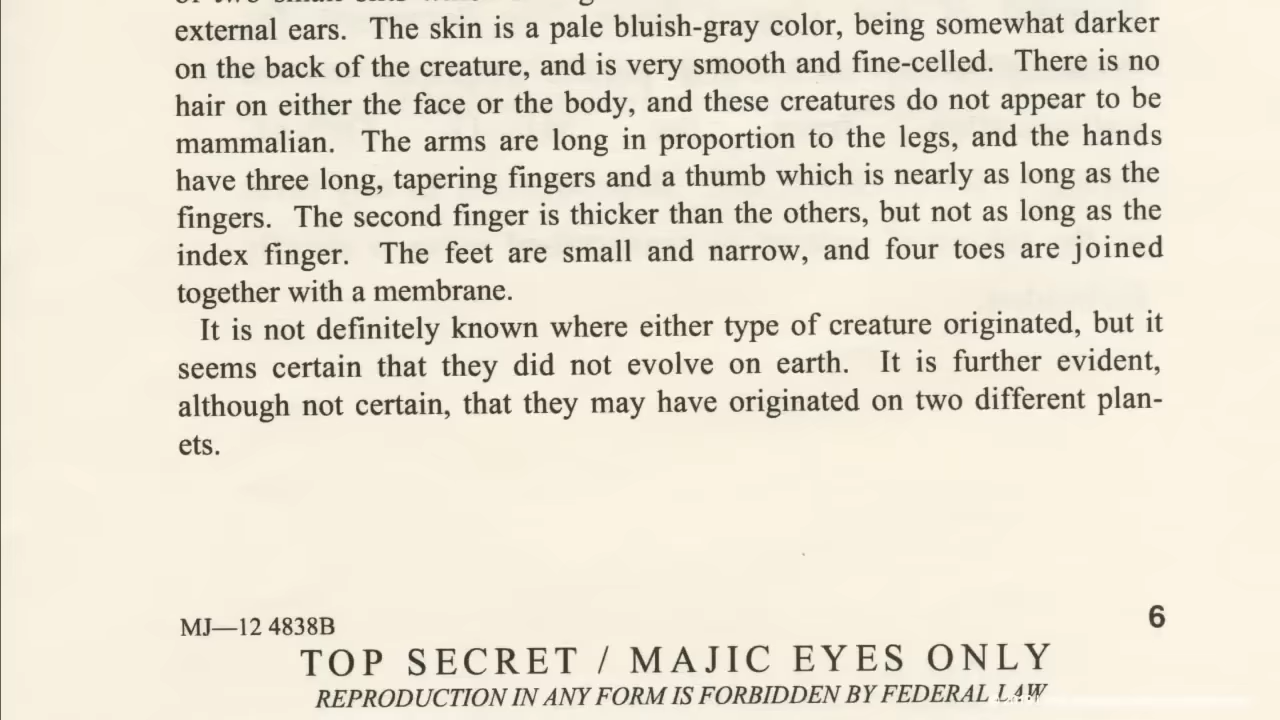 external ears. The skin is a pale bluish-gray color, being somewhat darker
on the back of the creature, and is very smooth and fine-celled. There is no
hair on either the face or the body, and these creatures do not appear to be
mammalian. The arms are long in proportion to the legs, and the hands
have three long, tapering fingers and a thumb which is nearly as long as the
fingers. The second finger is thicker than the others, but not as long as the
index finger. The feet are small and narrow, and four toes are joined
together with a membrane.
It is not definitely known where either type of creature originated, but it
seems certain that they did not evolve on earth. It is further evident,
although not certain, that they may have originated on two different plan-
ets.
MJ—12 4838B
6
TOP SECRET / MAJIC EYES ONLY
REPRODUCTION IN ANY FORM IS FORBIDDEN BY FEDERAL LAW